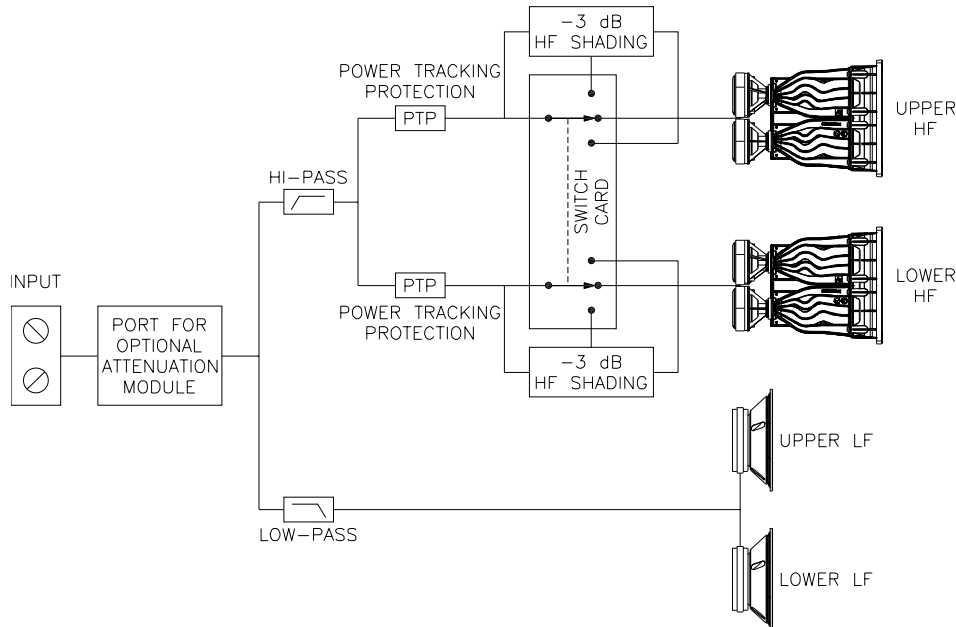 -3 dB
HF SHADING
POWER TRACKING
PROTECTION
PTP
UPPER
HF
HI-PASS
SWITCH
CARD
INPUT
PTP
POWER TRACKING
PROTECTION
LOWER
HF
PORT FOR
OPTIONAL
ATTENUATION
MODULE
-3 dB
HF SHADING
UPPER LF
LOW-PASS
LOWER LF